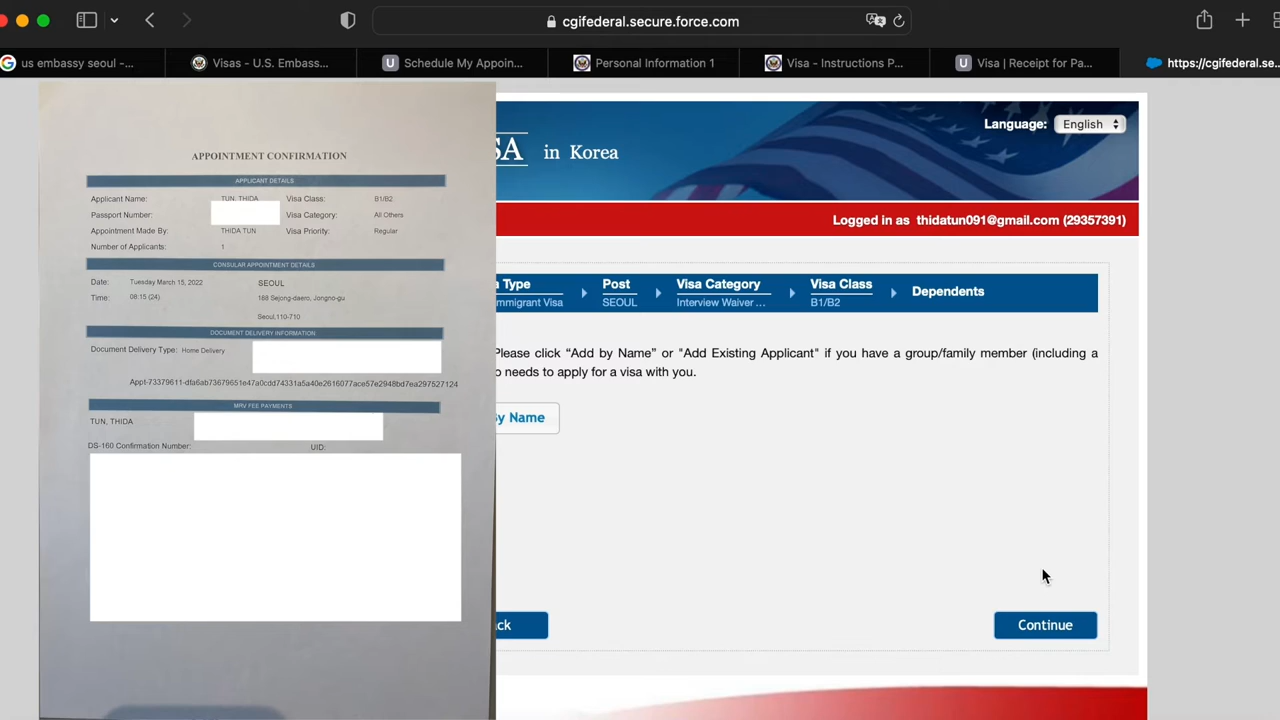 cgifederal.secure.force.com
us embassy seoul -...
Visas - U.S. Embass...
Schedule My Appoin...
Personal Information 1
Visa - Instructions P...
Visa | Receipt for Pa...
https://cgifederal.se...
APPOINTMENT CONFIRMATION
APPLICANT DETAILS
Applicant Name: TUN, THIDA Visa Class: B1/B2
Passport Number: Visa Category: All Others
Appointment Made By: THIDA TUN Visa Priority: Regular
Number of Applicants: 1
CONSULAR APPOINTMENT DETAILS
Date: Tuesday March 15, 2022 SEOUL
Time: 08:15 (24) 188 Sejong-daero, Jongno-gu
Seoul,110-710
DOCUMENT DELIVERY INFORMATION
Document Delivery Type: Home Delivery
MRV FEE PAYMENTS
TUN, THIDA
DS-160 Confirmation Number: UID:
SA in Korea
Language: English
Logged in as thidatun091@gmail.com (29357391)
a Type Post Visa Category Visa Class Dependents
mmigrant Visa SEOUL Interview Waiver ... B1/B2
Please click “Add by Name” or "Add Existing Applicant" if you have a group/family member (including a
o needs to apply for a visa with you.
By Name
ck
Continue